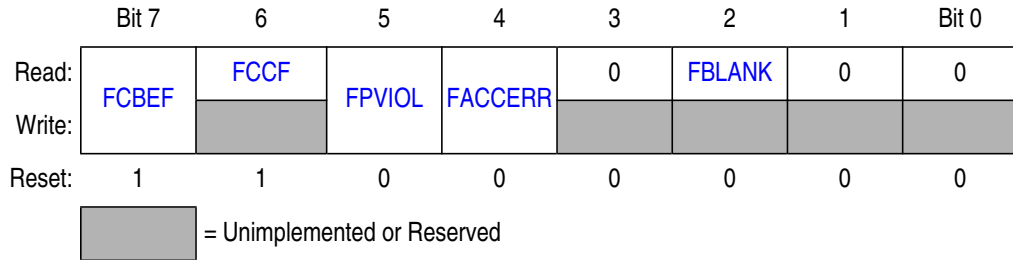 Bit 7 6 5 4 3 2 1 Bit 0
Read: FCBEF FCCF FPVIOL FACCERR 0 FBLANK 0 0
Write:
Reset: 1 1 0 0 0 0 0 0
= Unimplemented or Reserved